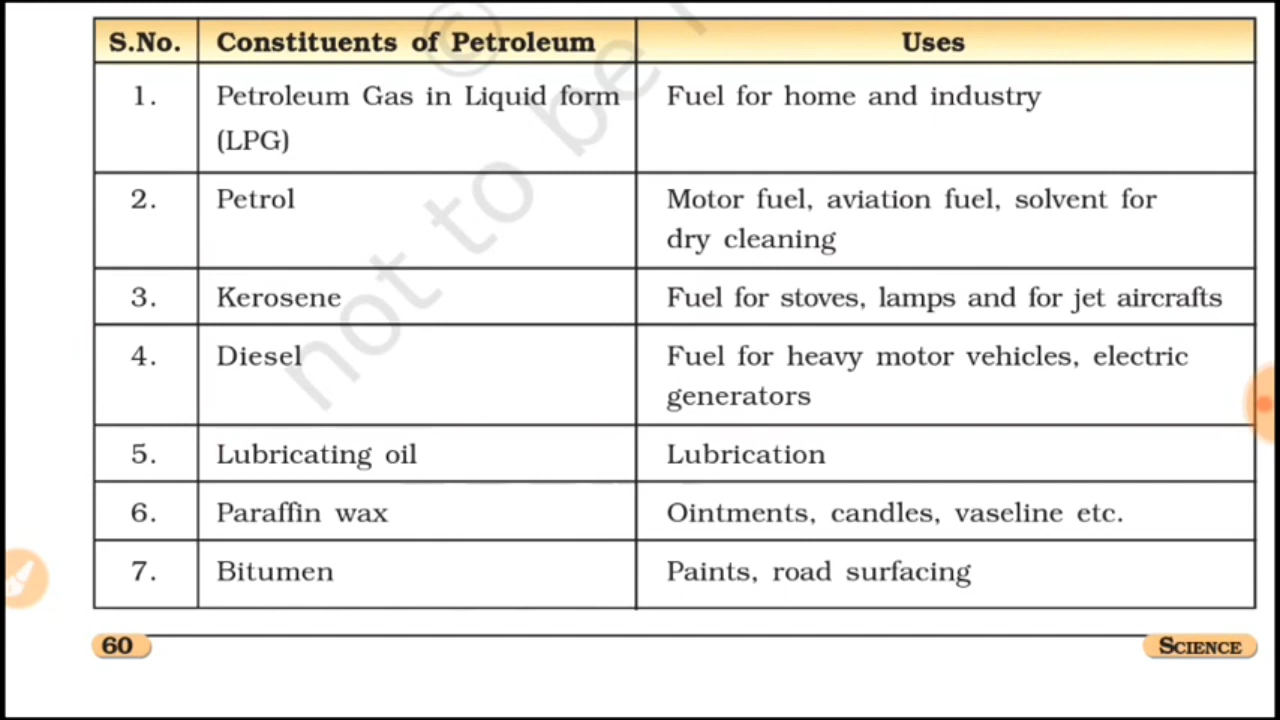 S.No. Constituents of Petroleum Uses
1. Petroleum Gas in Liquid form Fuel for home and industry
(LPG)
2. Petrol Motor fuel, aviation fuel, solvent for
dry cleaning
3. Kerosene Fuel for stoves, lamps and for jet aircrafts
4. Diesel Fuel for heavy motor vehicles, electric
generators
5. Lubricating oil Lubrication
6. Paraffin wax Ointments, candles, vaseline etc.
7. Bitumen Paints, road surfacing
60 SCIENCE
© not to be r